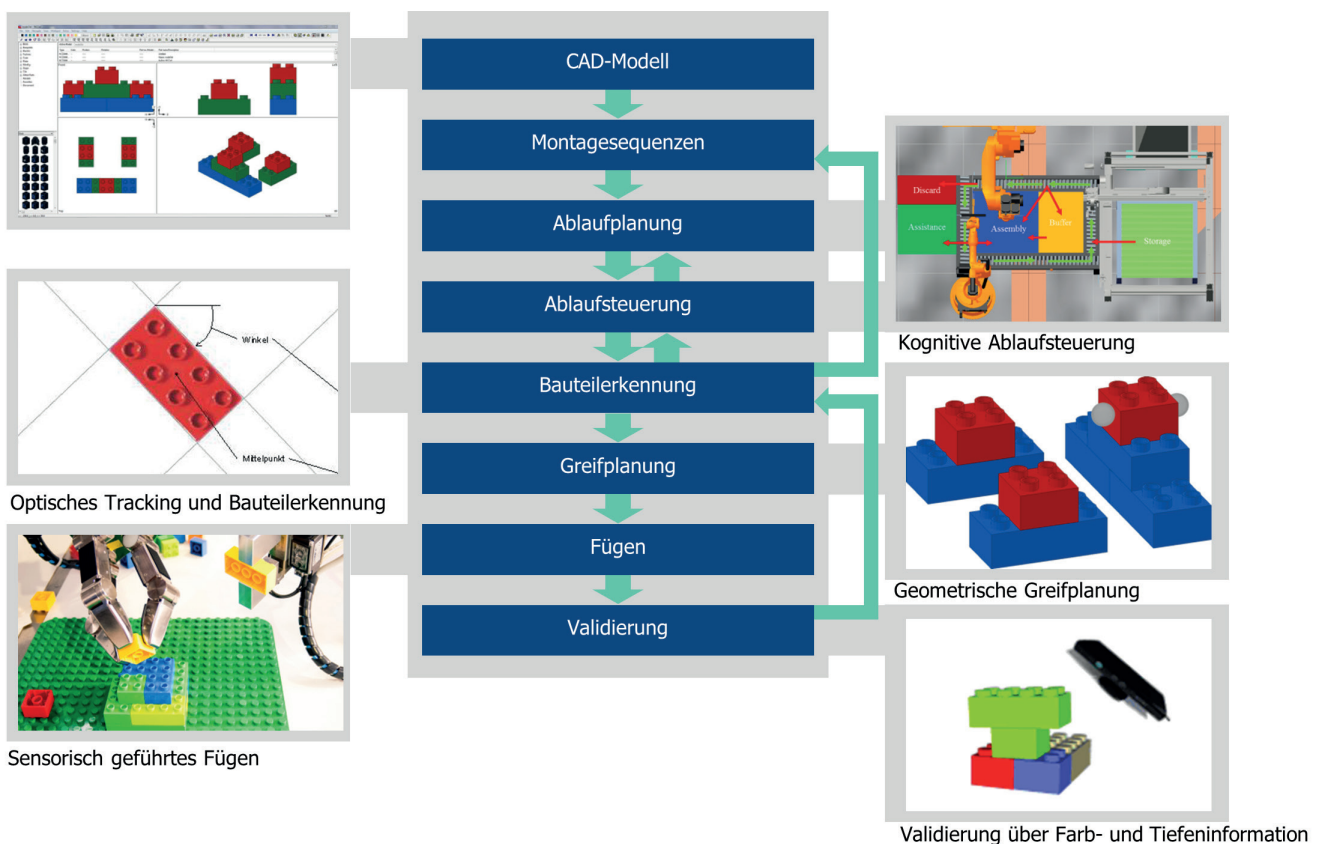 CAD-Modell
Montagesequenzen
Ablaufplanung
Ablaufsteuerung
Bauteilerkennung
Greifplanung
Fügen
Validierung
Winkel
Mittelpunkt
Optisches Tracking und Bauteilerkennung
Sensorisch geführtes Fügen
Discard
Assistance
Assembly
Buffer
Storage
Kognitive Ablaufsteuerung
Geometrische Greifplanung
Validierung über Farb- und Tiefeninformation